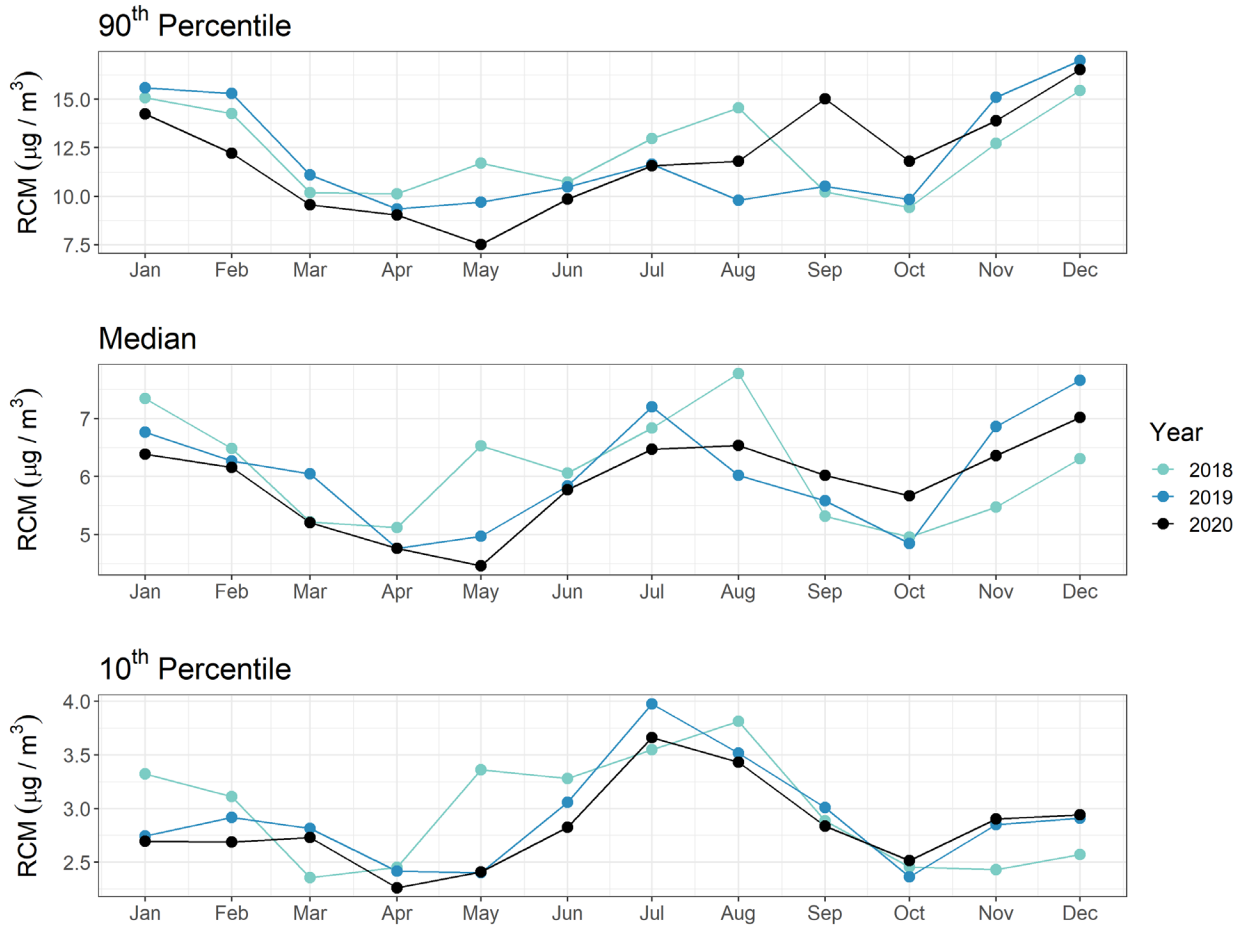 90th Percentile
RCM (μg / m³)
15.0
12.5
10.0
7.5
Jan Feb Mar Apr May Jun Jul Aug Sep Oct Nov Dec
Median
RCM (μg / m³)
7
6
5
Jan Feb Mar Apr May Jun Jul Aug Sep Oct Nov Dec
Year
2018
2019
2020
10th Percentile
RCM (μg / m³)
4.0
3.5
3.0
2.5
Jan Feb Mar Apr May Jun Jul Aug Sep Oct Nov Dec